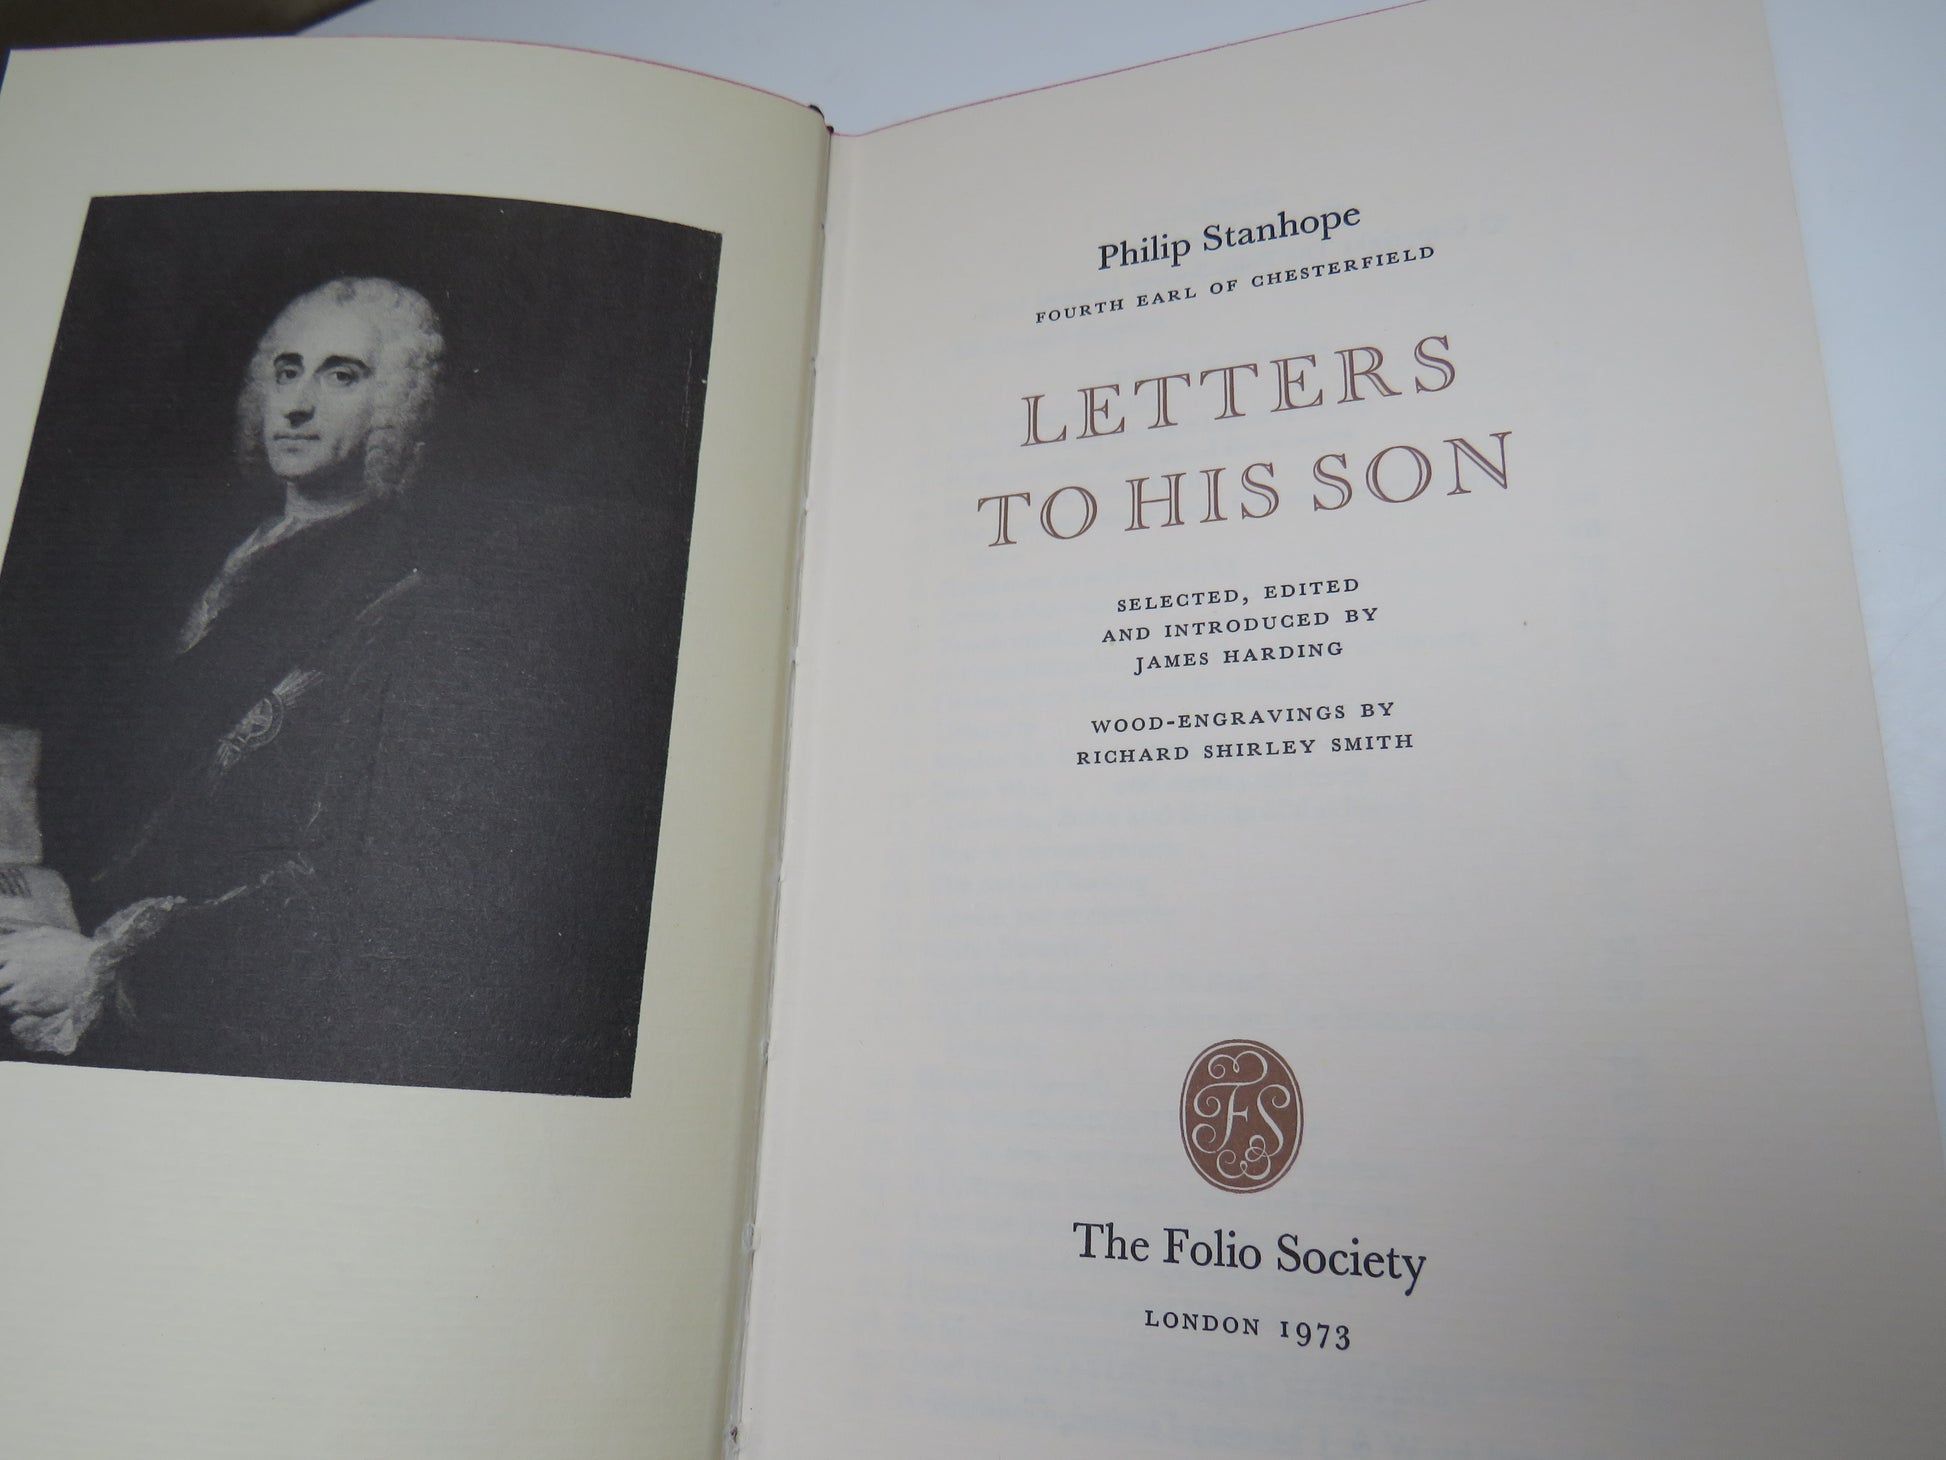 Philip Stanhope
FOURTH EARL OF CHESTERFIELD
LETTERS
TO HIS SON
SELECTED, EDITED
AND INTRODUCED BY
JAMES HARDING
WOOD-ENGRAVINGS BY
RICHARD SHIRLEY SMITH
FS
The Folio Society
LONDON 1973